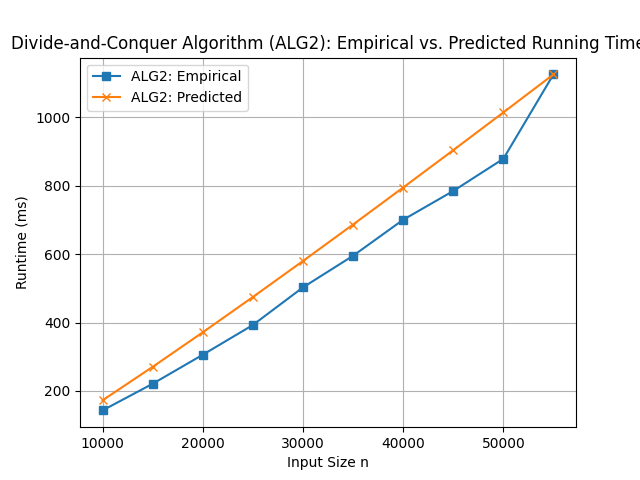 Divide-and-Conquer Algorithm (ALG2): Empirical vs. Predicted Running Time
ALG2: Empirical
ALG2: Predicted
1000
800
600
400
200
Runtime (ms)
10000 20000 30000 40000 50000
Input Size n